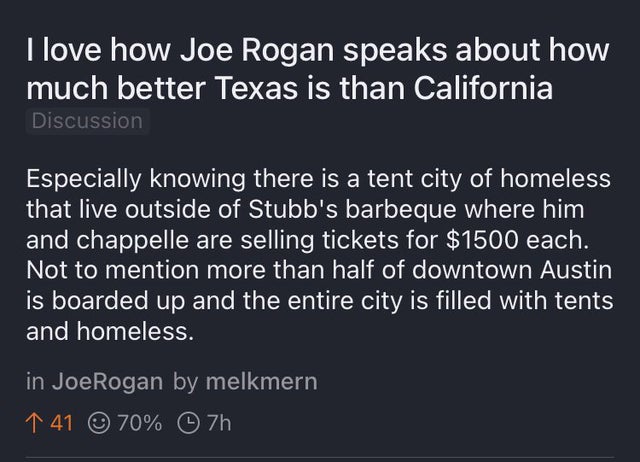 I love how Joe Rogan speaks about how
much better Texas is than California
Discussion
Especially knowing there is a tent city of homeless
that live outside of Stubb's barbeque where him
and chappelle are selling tickets for $1500 each.
Not to mention more than half of downtown Austin
is boarded up and the entire city is filled with tents
and homeless.
in JoeRogan by melkmern
↑ 41 70% 7h